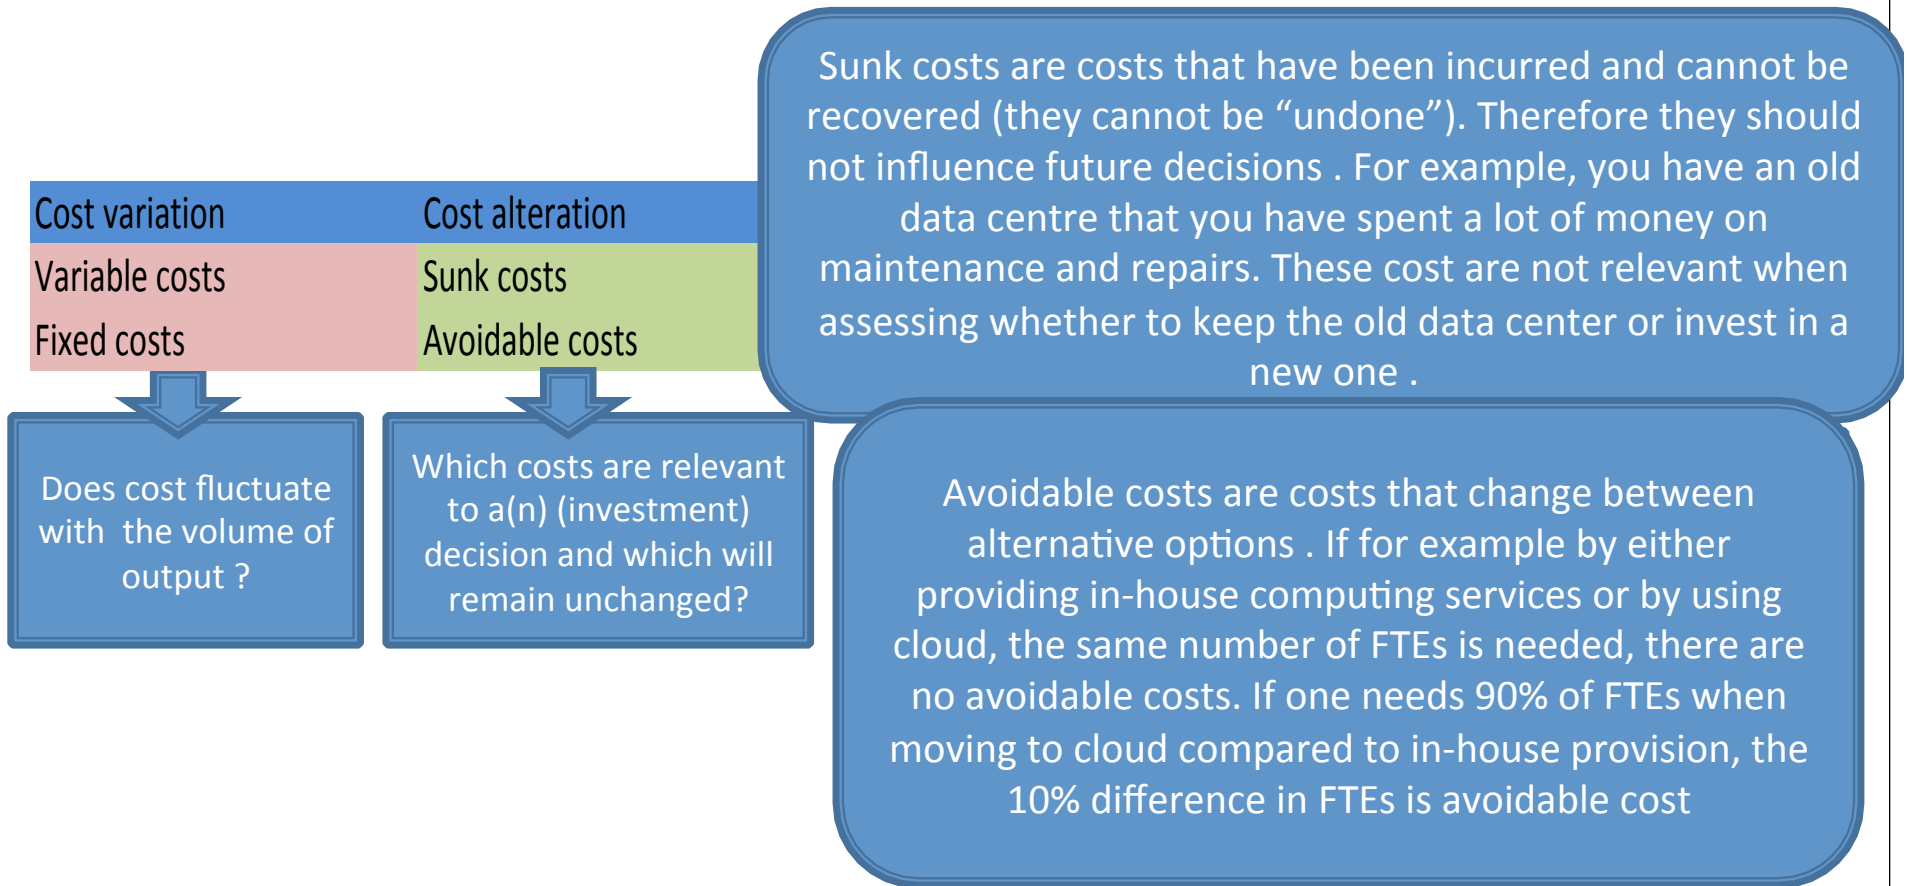 Cost variation
Cost alteration
Variable costs
Sunk costs
Fixed costs
Avoidable costs
Does cost fluctuate
with the volume of
output ?
Which costs are relevant
to a(n) (investment)
decision and which will
remain unchanged?
Sunk costs are costs that have been incurred and cannot be
recovered (they cannot be “undone”). Therefore they should
not influence future decisions . For example, you have an old
data centre that you have spent a lot of money on
maintenance and repairs. These cost are not relevant when
assessing whether to keep the old data center or invest in a
new one .
Avoidable costs are costs that change between
alternative options . If for example by either
providing in-house computing services or by using
cloud, the same number of FTEs is needed, there are
no avoidable costs. If one needs 90% of FTEs when
moving to cloud compared to in-house provision, the
10% difference in FTEs is avoidable cost